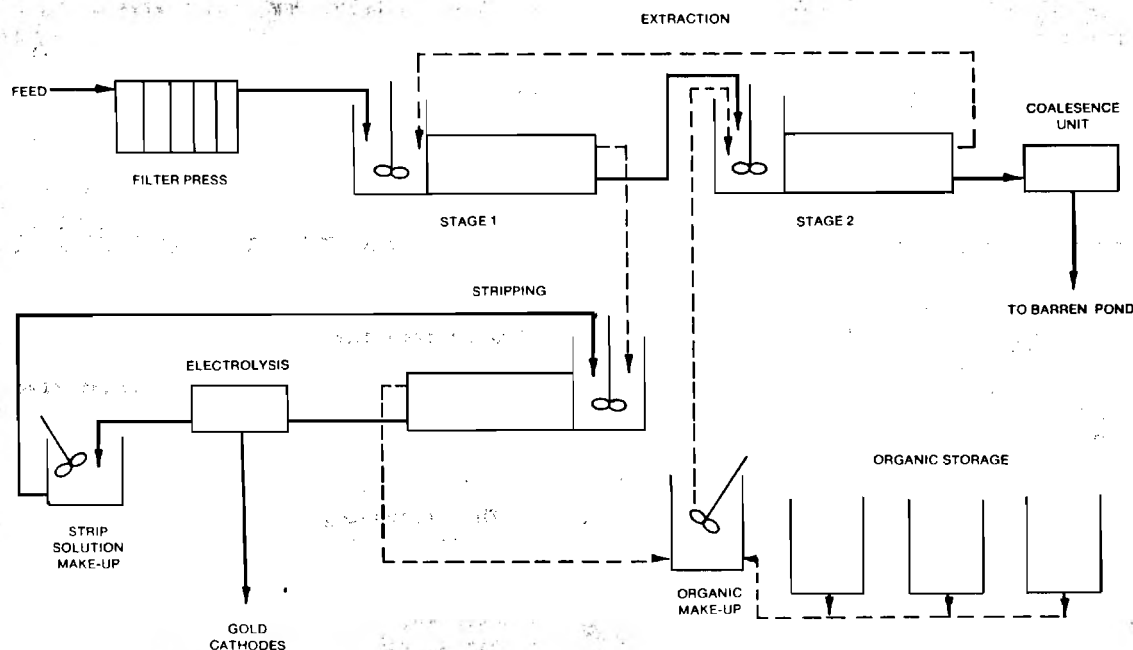 EXTRACTION
FEED
FILTER PRESS
STAGE 1
STAGE 2
COALESENCE
UNIT
TO BARREN POND
STRIPPING
ELECTROLYSIS
STRIP
SOLUTION
MAKE-UP
GOLD
CATHODES
ORGANIC
MAKE-UP
ORGANIC STORAGE